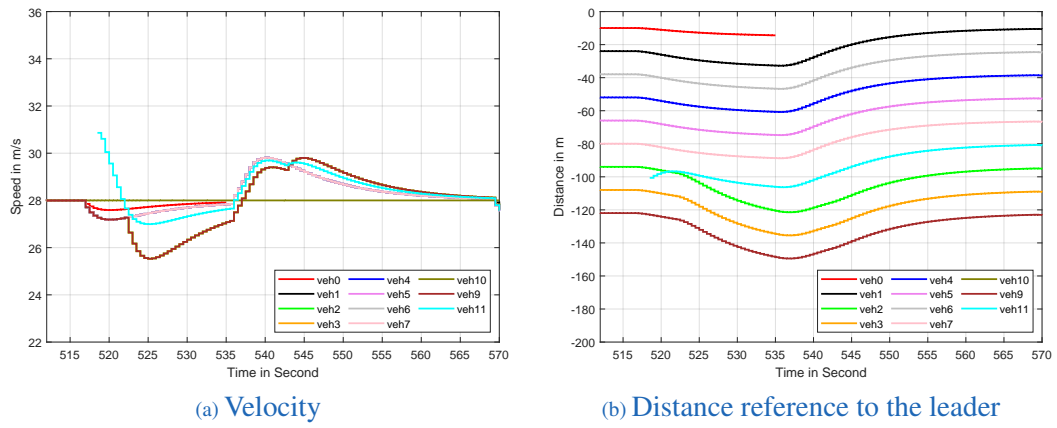 36
34
32
30
28
26
24
22
Speed in m/s
veh0 veh4 veh10
veh1 veh5 veh9
veh2 veh6 veh11
veh3 veh7
515 520 525 530 535 540 545 550 555 560 565 570
Time in Second
(a) Velocity
0
-20
-40
-60
-80
-100
-120
-140
-160
-180
-200
Distance in m
veh0 veh4 veh10
veh1 veh5 veh9
veh2 veh6 veh11
veh3 veh7
515 520 525 530 535 540 545 550 555 560 565 570
Time in Second
(b) Distance reference to the leader